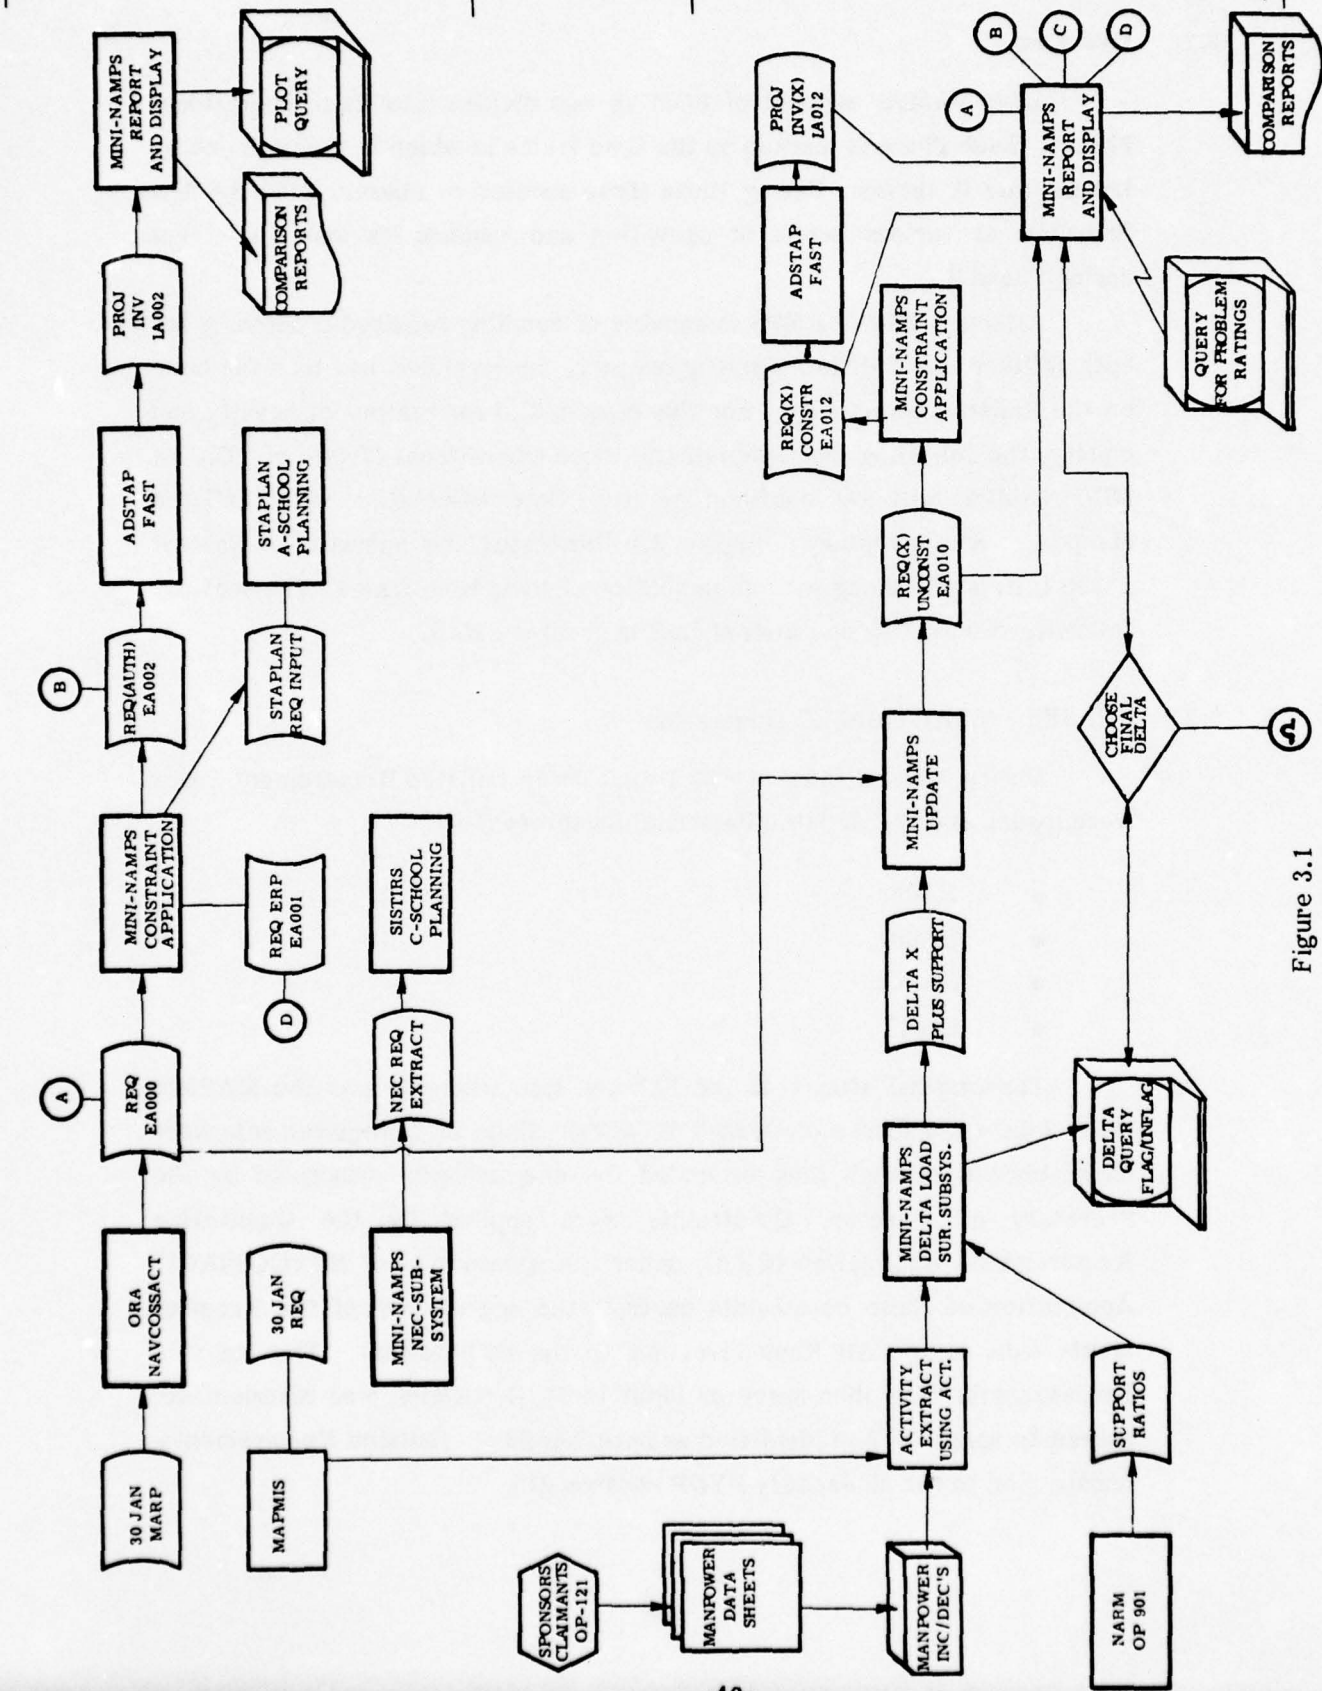 30 JAN
MARP
ORA
NAVCOSSACT
A
REQ
EA000
MINI-NAMPS
CONSTRAINT
APPLICATION
B
REQ(AUTH)
EA002
ADSTAP
FAST
PROJ
INV
IA002
MINI-NAMPS
REPORT
AND DISPLAY
MAPMIS
30 JAN
REQ
D
REQ ERP
EA001
STAPLAN
REQ INPUT
STAPLAN
A-SCHOOL
PLANNING
COMPARISON
REPORTS
PLOT
QUERY
MINI-NAMPS
NEC-SUB-
SYSTEM
NEC REQ
EXTRACT
SISTIRS
C-SCHOOL
PLANNING
SPONSORS
CLAIMANTS
OP-121
MANPOWER
DATA
SHEETS
MANPOWER
INC/DEC'S
ACTIVITY
EXTRACT
USING ACT.
MINI-NAMPS
DELTA LOAD
SUR. SUBSYS.
DELTA X
PLUS SUPPORT
MINI-NAMPS
UPDATE
REQ(X)
UNCONST
EA010
MINI-NAMPS
CONSTRAINT
APPLICATION
REQ(X)
CONSTR
EA012
ADSTAP
FAST
PROJ
INV(X)
IA012
NARM
OP 901
SUPPORT
RATIOS
DELTA
QUERY
FLAG/INFLAG
CHOOSE
FINAL
DELTA
Ω
QUERY
FOR PROBLEM
RATINGS
A
B
C
D
MINI-NAMPS
REPORT
AND DISPLAY
COMPARISON
REPORTS
Figure 3.1